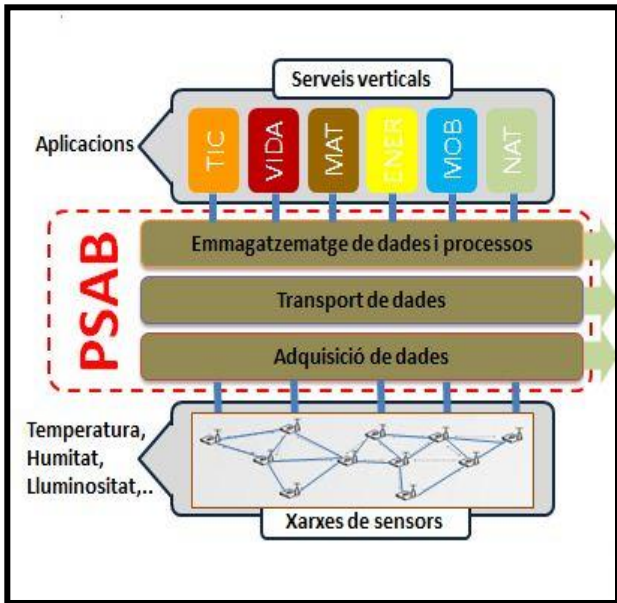 Serveis verticals
Aplicacions
TIC
VIDA
MAT
ENER
MOB
NAT
PSAB
Emmagatzematge de dades i processos
Transport de dades
Adquisició de dades
Temperatura,
Humitat,
Lluminositat,..
Xarxes de sensors